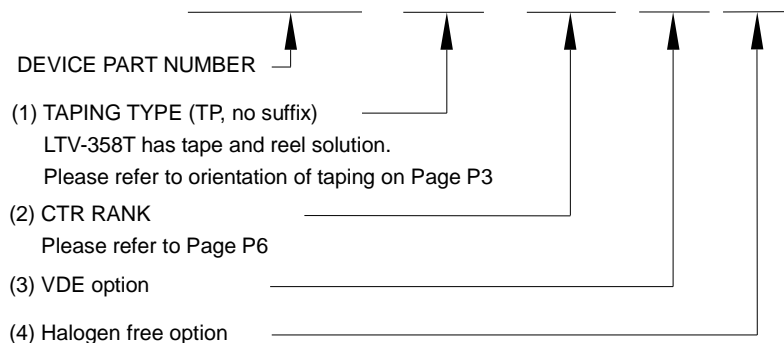 DEVICE PART NUMBER
(1) TAPING TYPE (TP, no suffix)
LTV-358T has tape and reel solution.
Please refer to orientation of taping on Page P3
(2) CTR RANK
Please refer to Page P6
(3) VDE option
(4) Halogen free option